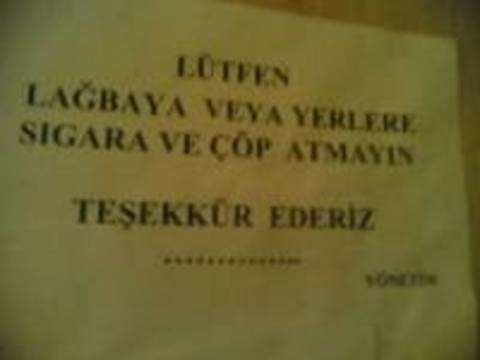 LÜTFEN
LAĞBAYA VEYA YERLERE
SIGARA VE ÇÖP ATMAYIN
TEŞEKKÜR EDERİZ
..............
YÖNETİM